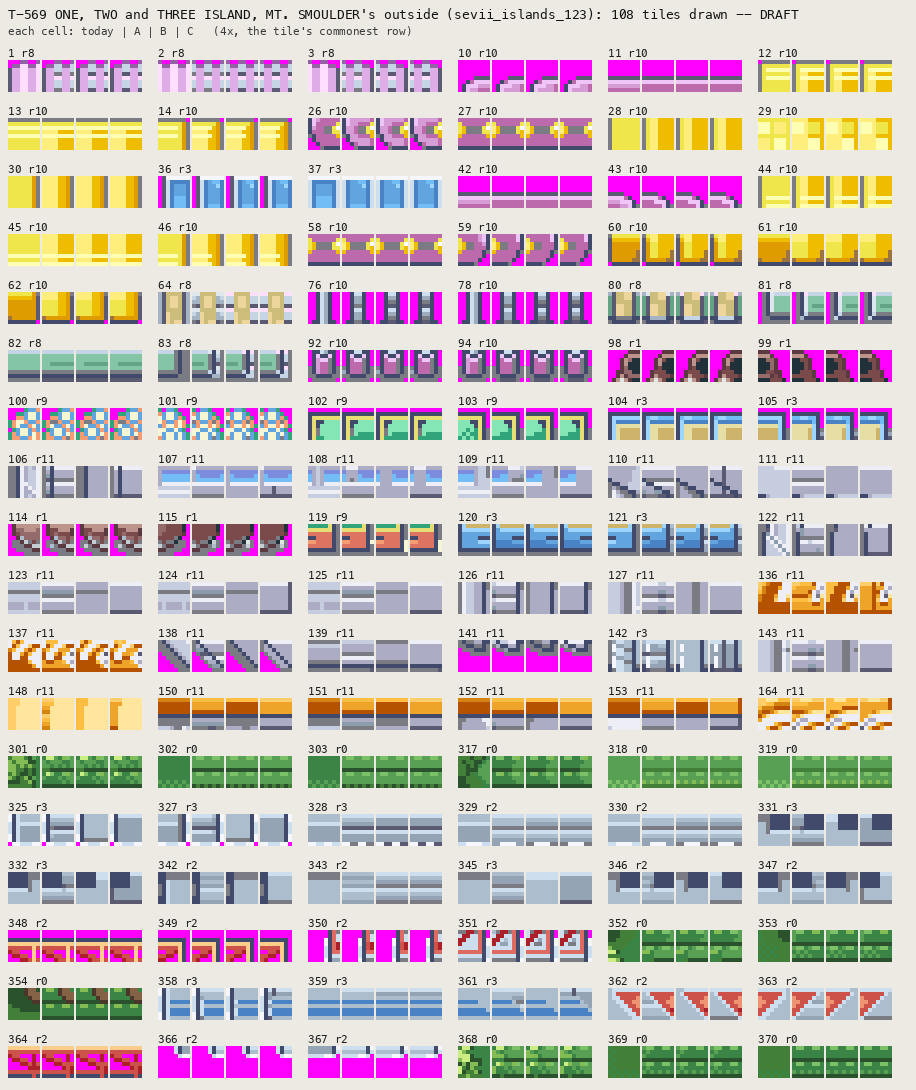 T−569 ONE, TWO and THREE ISLAND, MT. SMOULDER's outside (sevii_islands_123): 108 tiles drawn —— DRAFT
each cell: today | A | B | C (4x, the tile's commonest row)
1 r8 2 r8 3 r8 10 r10 11 r10 12 r10
13 r10 14 r10 26 r10 27 r10 28 r10 29 r10
30 r10 36 r3 37 r3 42 r10 43 r10 44 r10
45 r10 46 r10 58 r10 59 r10 60 r10 61 r10
62 r10 64 r8 76 r10 78 r10 80 r8 81 r8
82 r8 83 r8 92 r10 94 r10 98 r1 99 r1
100 r9 101 r9 102 r9 103 r9 104 r3 105 r3
106 r11 107 r11 108 r11 109 r11 110 r11 111 r11
114 r1 115 r1 119 r9 120 r3 121 r3 122 r11
123 r11 124 r11 125 r11 126 r11 127 r11 136 r11
137 r11 138 r11 139 r11 141 r11 142 r3 143 r11
148 r11 150 r11 151 r11 152 r11 153 r11 164 r11
301 r0 302 r0 303 r0 317 r0 318 r0 319 r0
325 r3 327 r3 328 r3 329 r2 330 r2 331 r3
332 r3 342 r2 343 r2 345 r3 346 r2 347 r2
348 r2 349 r2 350 r2 351 r2 352 r0 353 r0
354 r0 358 r3 359 r3 361 r3 362 r2 363 r2
364 r2 366 r2 367 r2 368 r0 369 r0 370 r0